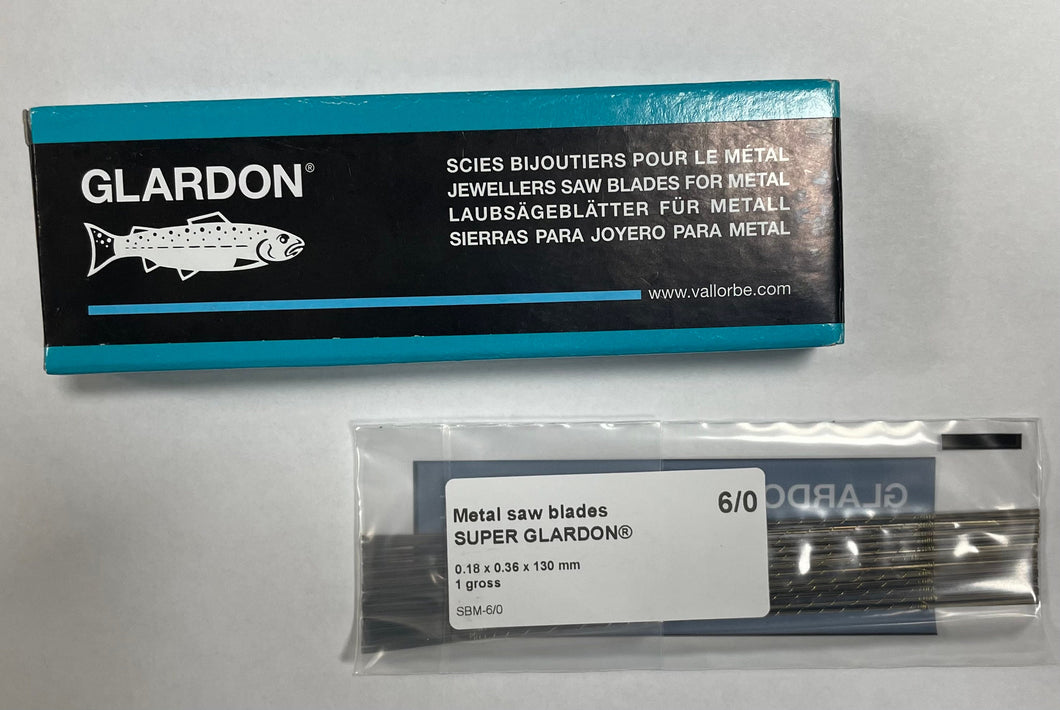 GLARDON®
SCIES BIJOUTIERS POUR LE MÉTAL
JEWELLERS SAW BLADES FOR METAL
LAUBSÄGEBLÄTTER FÜR METALL
SIERRAS PARA JOYERO PARA METAL
www.vallorbe.com
6/0
Metal saw blades
SUPER GLARDON®
0.18 x 0.36 x 130 mm
1 gross
SBM-6/0
GLARDO